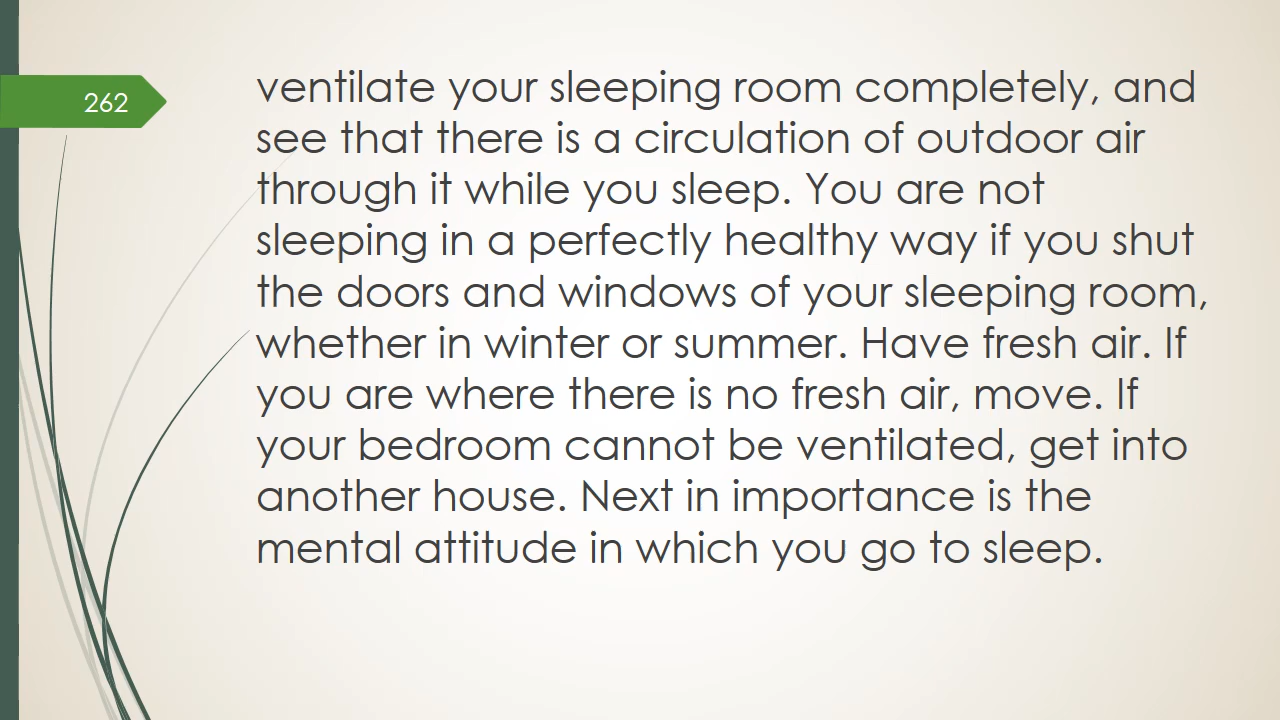 262
ventilate your sleeping room completely, and
see that there is a circulation of outdoor air
through it while you sleep. You are not
sleeping in a perfectly healthy way if you shut
the doors and windows of your sleeping room,
whether in winter or summer. Have fresh air. If
you are where there is no fresh air, move. If
your bedroom cannot be ventilated, get into
another house. Next in importance is the
mental attitude in which you go to sleep.